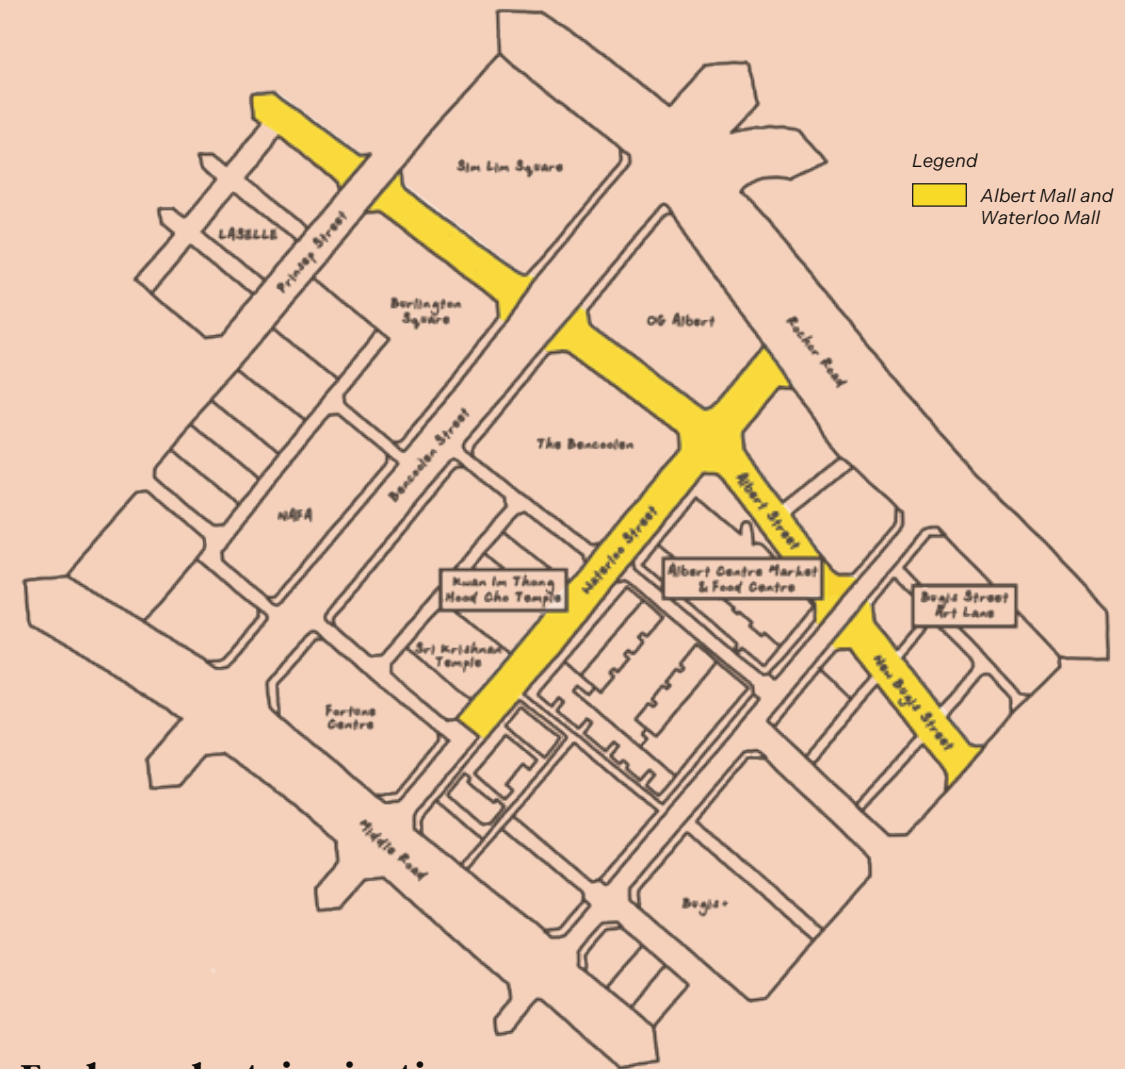 Sim Lim Square
Legend
Albert Mall and
Waterloo Mall
LASELLE
Prinsep Street
Burlington
Square
OG Albert
Rochor Road
The Bencoolen
Bencoolen Street
NAFA
Albert Street
Waterloo Street
Kwan Im Thong
Hood Cho Temple
Albert Centre Market
& Food Centre
Bugis Street
Art Lane
Sri Krishnan
Temple
New Bugis Street
Fortune
Centre
Middle Road
Bugis+